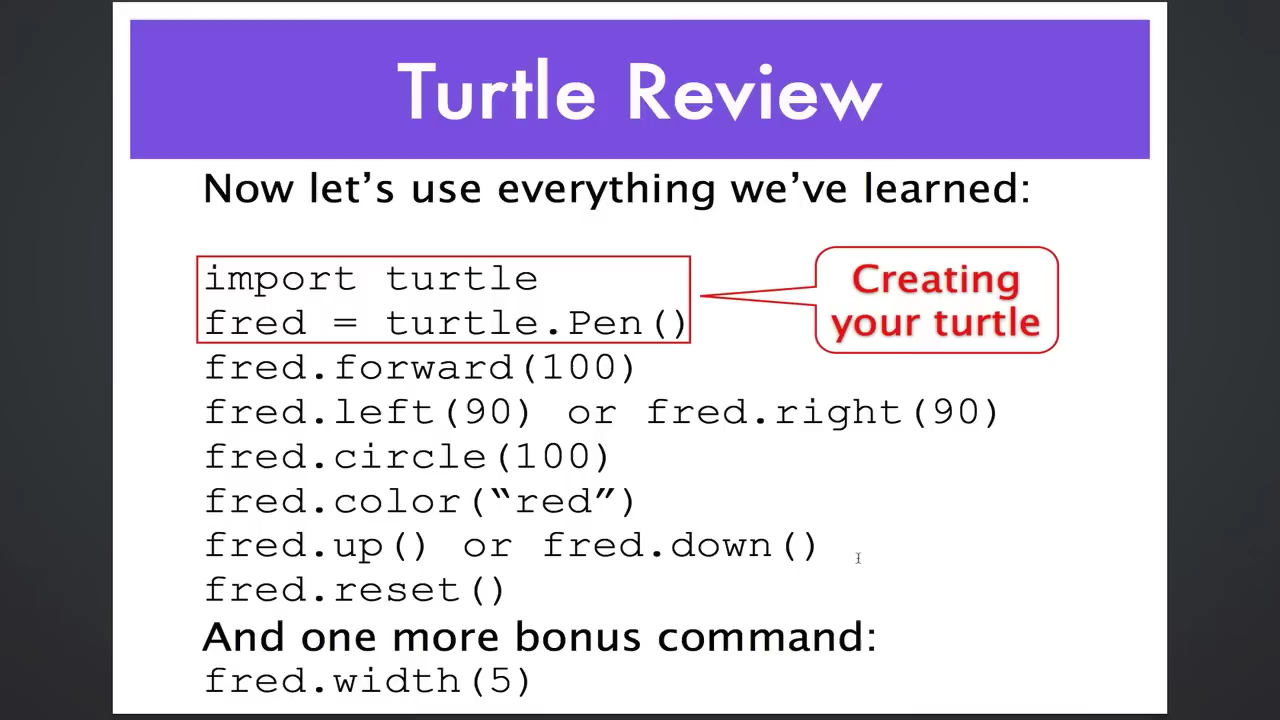 Turtle Review
Now let’s use everything we’ve learned:
import turtle
fred = turtle.Pen()
Creating
your turtle
fred.forward(100)
fred.left(90) or fred.right(90)
fred.circle(100)
fred.color(“red”)
fred.up() or fred.down()
fred.reset()
And one more bonus command:
fred.width(5)